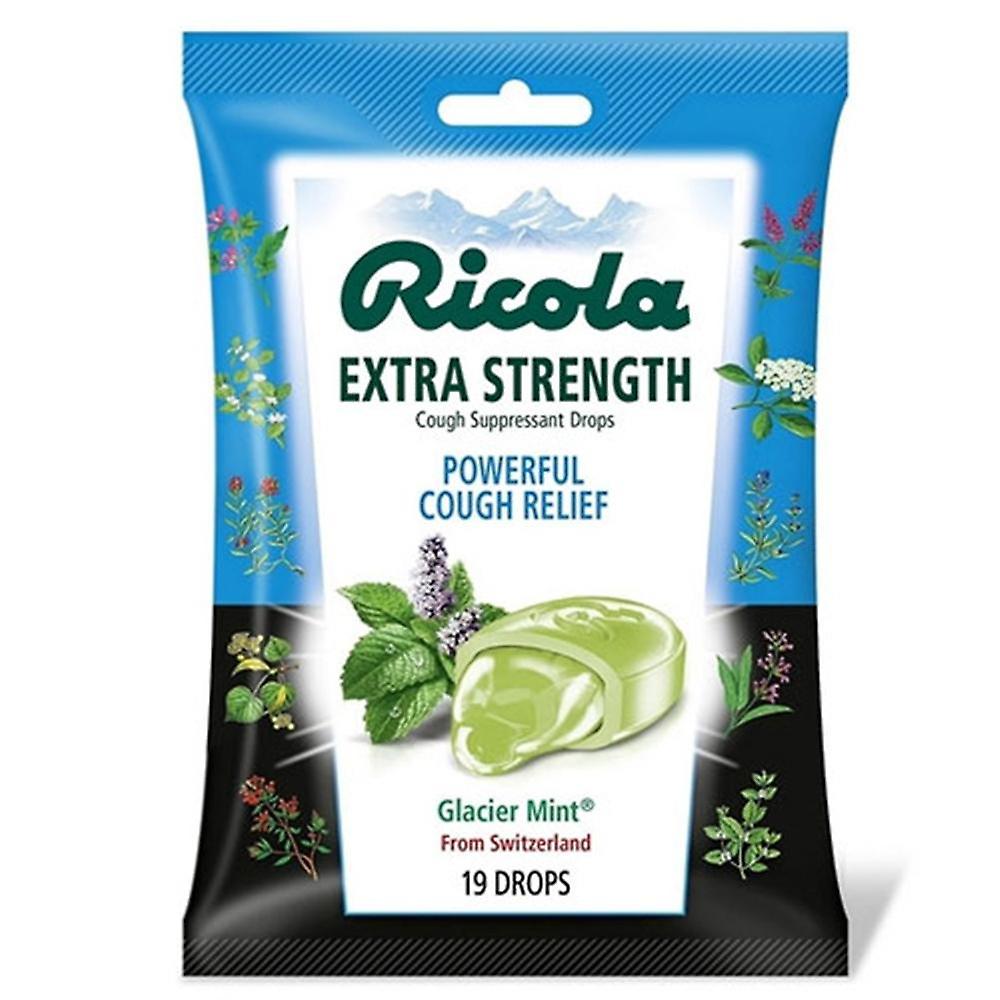 Ricola
EXTRA STRENGTH
Cough Suppressant Drops
POWERFUL
COUGH RELIEF
Glacier Mint®
From Switzerland
19 DROPS